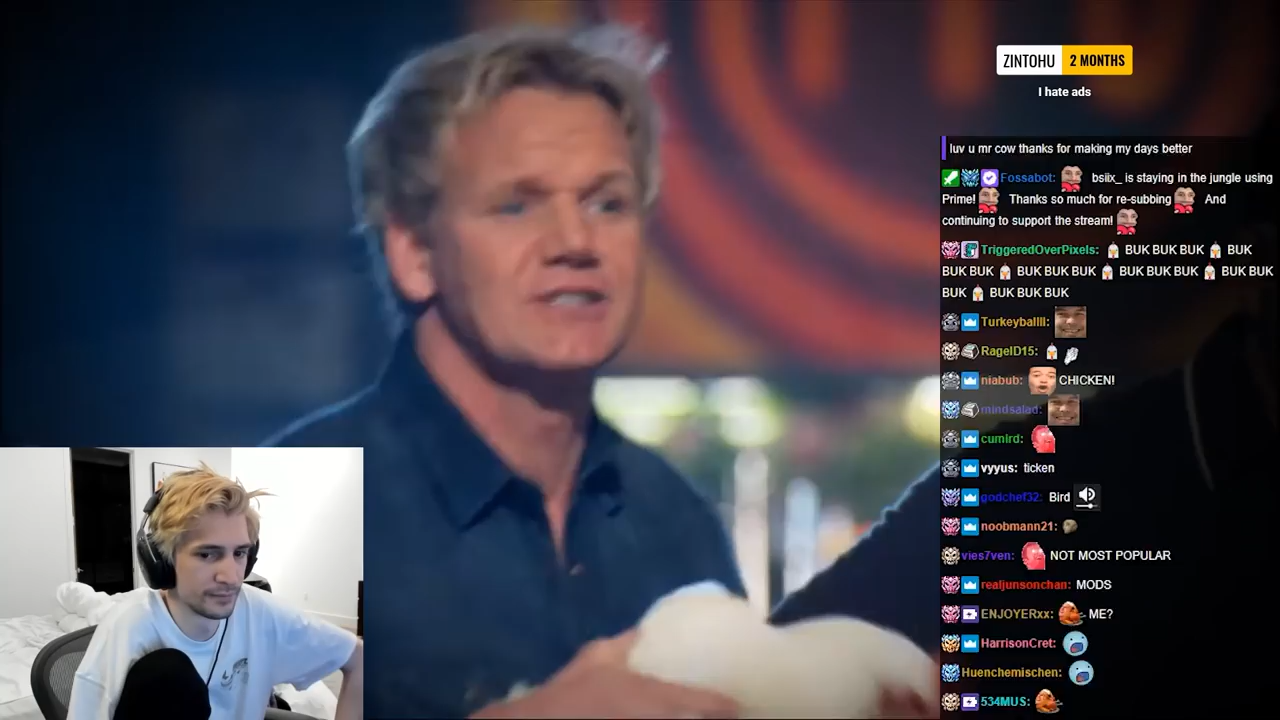 ZINTOHU 2 MONTHS
I hate ads
luv u mr cow thanks for making my days better
Fossabot: bsiix_ is staying in the jungle using
Prime! Thanks so much for re-subbing And
continuing to support the stream!
TriggeredOverPixels: BUK BUK BUK BUK
BUK BUK BUK BUK BUK BUK BUK BUK BUK BUK
BUK BUK BUK BUK
Turkeyballlll:
RageID15:
niabub: CHICKEN!
mindsalad:
cumlrd:
vyyus: ticken
godchef32: Bird
noobmann21:
vies7ven: NOT MOST POPULAR
realjunsonchan: MODS
ENJOYERxx: ME?
HarrisonCret:
Huenchemischen:
534MUS: